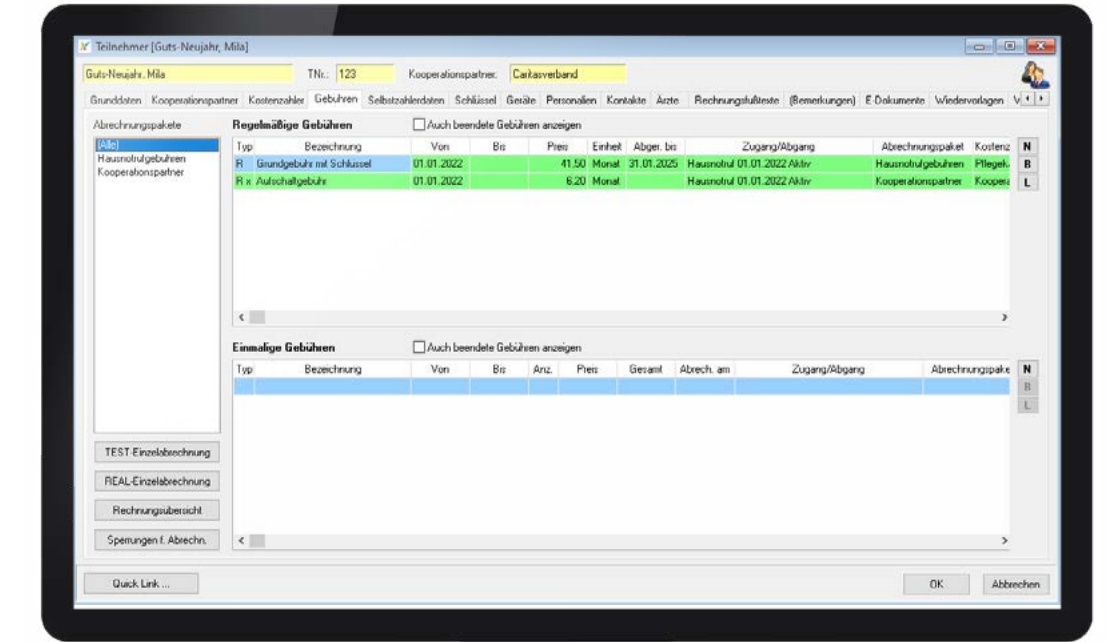 Teilnehmer [Guts-Neujahr, Mila]
Guts-Neujahr, Mila TNr.: 123 Kooperationspartner: Caritasverband
Grunddaten Kooperationspartner Kostenzahler Gebühren Selbstzahlerdaten Schlüssel Geräte Personalien Kontakte Ärzte Rechnungsfußtexte (Bemerkungen) E-Dokumente Wiedervorlagen V
Abrechnungspakete Regelmäßige Gebühren Auch beendete Gebühren anzeigen
(Alle)
Hausnotrufgebühren
Kooperationspartner
Typ Bezeichnung Von Bis Preis Einheit Abger. bis Zugang/Abgang Abrechnungspaket Kostenz N
R Grundgebühr mit Schlüssel 01.01.2022 41,50 Monat 31.01.2025 Hausnotruf 01.01.2022 Aktiv Hausnotrufgebühren Pflegek. B
R x Aufschaltgebühr 01.01.2022 6,20 Monat Hausnotruf 01.01.2022 Aktiv Kooperationspartner Koopera L
Einmalige Gebühren Auch beendete Gebühren anzeigen
Typ Bezeichnung Von Bis Anz. Preis Gesamt Abrech. am Zugang/Abgang Abrechnungspake N
B
L
TEST-Einzelabrechnung
REAL-Einzelabrechnung
Rechnungsübersicht
Sperrungen f. Abrechn.
Quick Link ... OK Abbrechen